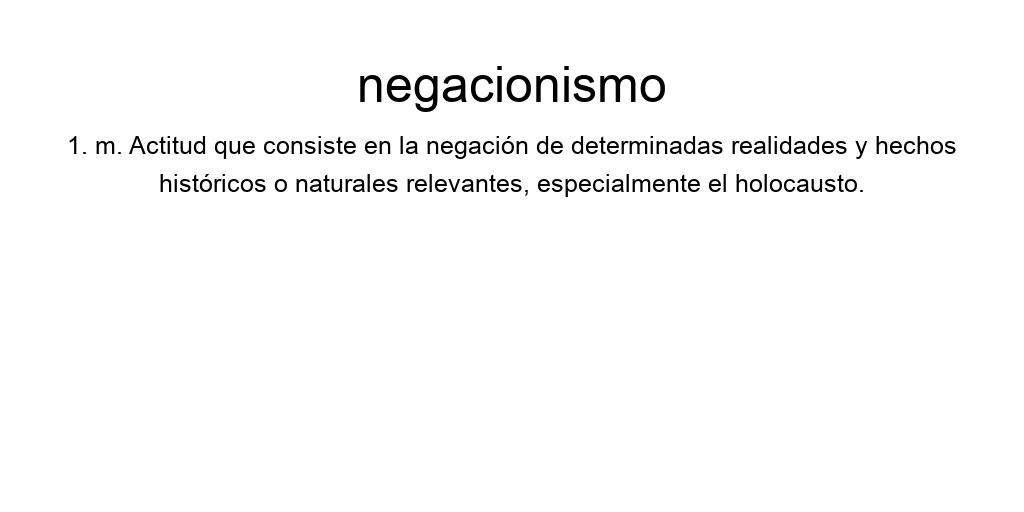 negacionismo
1. m. Actitud que consiste en la negación de determinadas realidades y hechos
históricos o naturales relevantes, especialmente el holocausto.